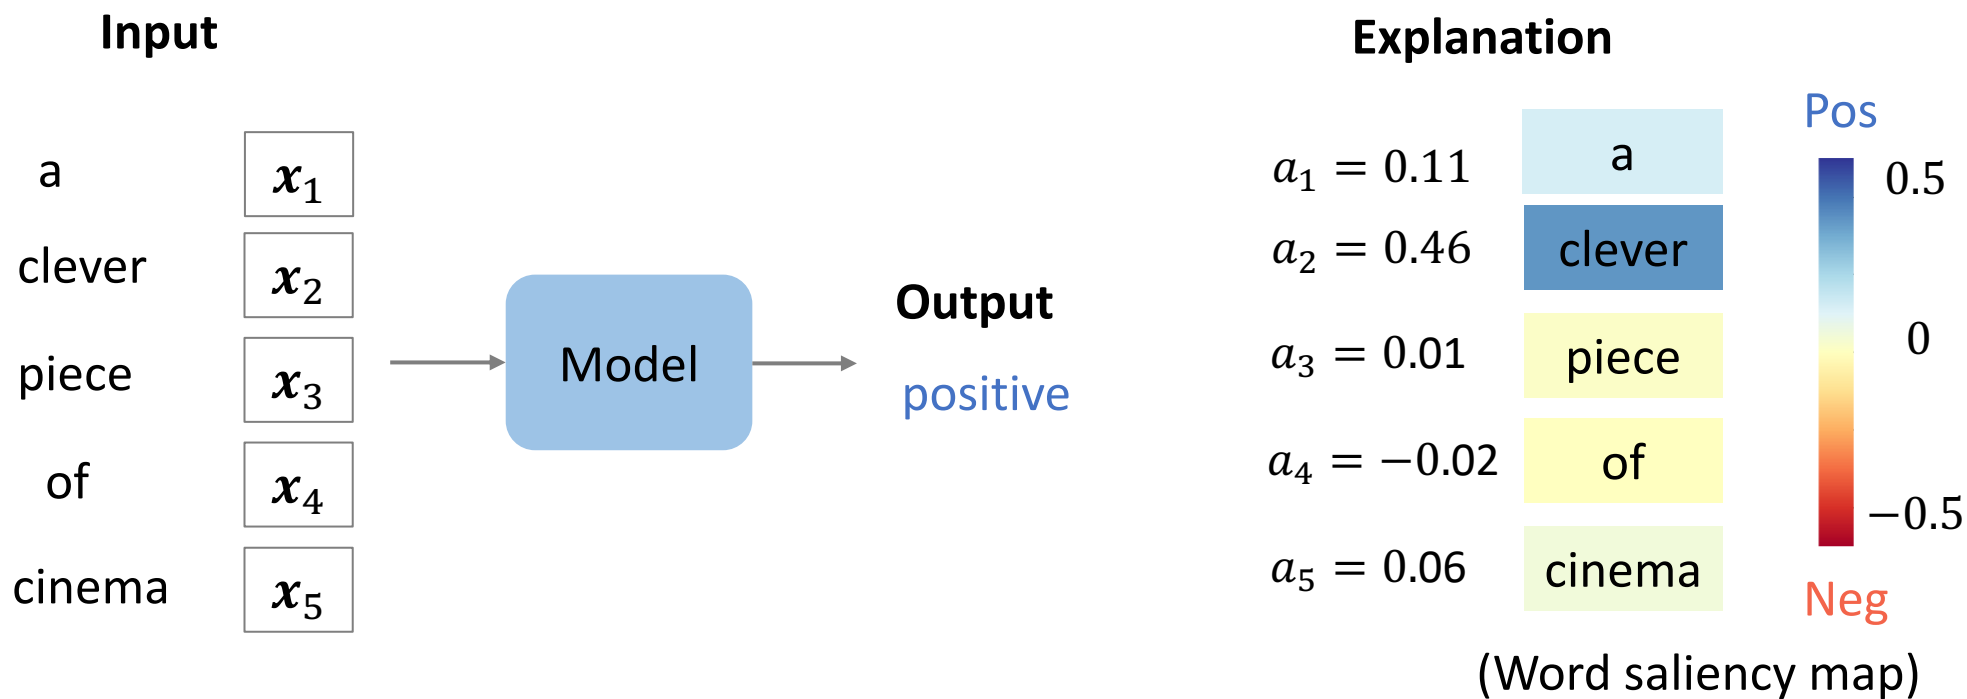 Input
a
x₁
clever
x₂
piece
x₃
of
x₄
cinema
x₅
Model
Output
positive
Explanation
a₁ = 0.11
a
a₂ = 0.46
clever
a₃ = 0.01
piece
a₄ = −0.02
of
a₅ = 0.06
cinema
Pos
0.5
0
−0.5
Neg
(Word saliency map)